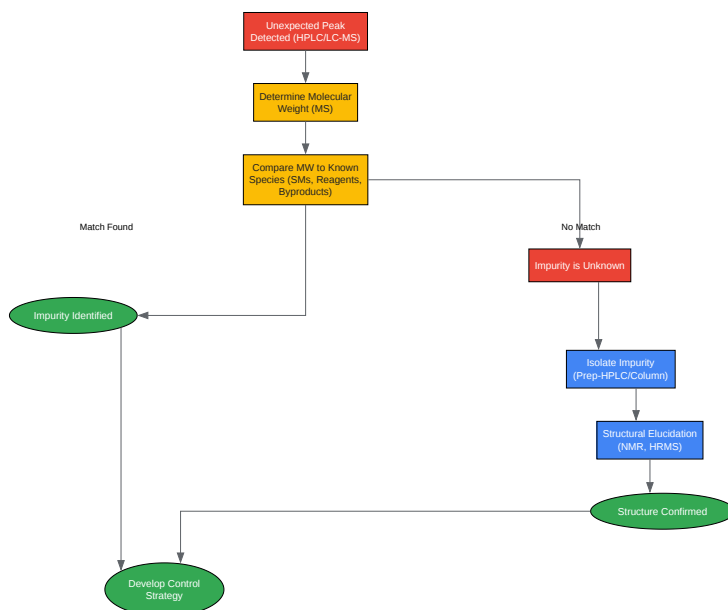 Unexpected Peak
Detected (HPLC/LC-MS)
Determine Molecular
Weight (MS)
Compare MW to Known
Species (SMs, Reagents,
Byproducts)
Match Found
No Match
Impurity is Unknown
Impurity Identified
Isolate Impurity
(Prep-HPLC/Column)
Structural Elucidation
(NMR, HRMS)
Structure Confirmed
Develop Control
Strategy